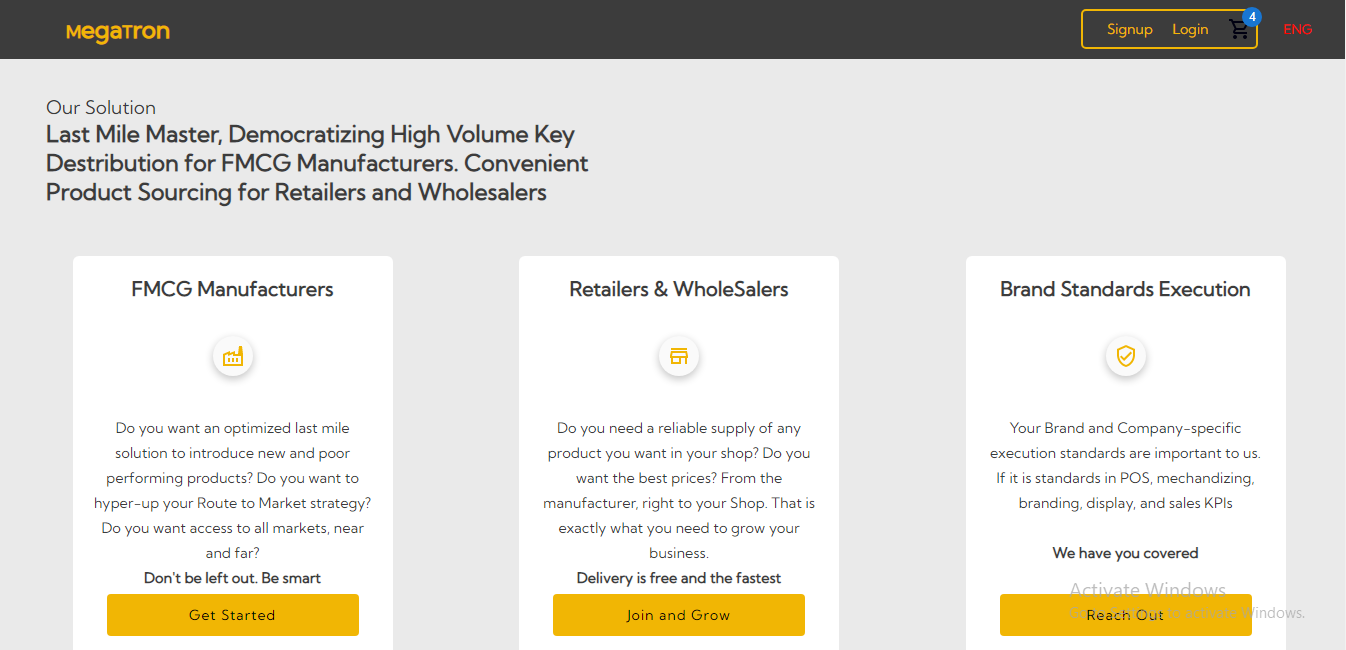 MegaTron
Signup Login 4 ENG
Our Solution
Last Mile Master, Democratizing High Volume Key
Destribution for FMCG Manufacturers. Convenient
Product Sourcing for Retailers and Wholesalers
FMCG Manufacturers
Do you want an optimized last mile
solution to introduce new and poor
performing products? Do you want to
hyper-up your Route to Market strategy?
Do you want access to all markets, near
and far?
Don't be left out. Be smart
Get Started
Retailers & WholeSalers
Do you need a reliable supply of any
product you want in your shop? Do you
want the best prices? From the
manufacturer, right to your Shop. That is
exactly what you need to grow your
business.
Delivery is free and the fastest
Join and Grow
Brand Standards Execution
Your Brand and Company-specific
execution standards are important to us.
If it is standards in POS, mechandizing,
branding, display, and sales KPIs
We have you covered
Reach Out
Activate Windows
Go to Settings to activate Windows.